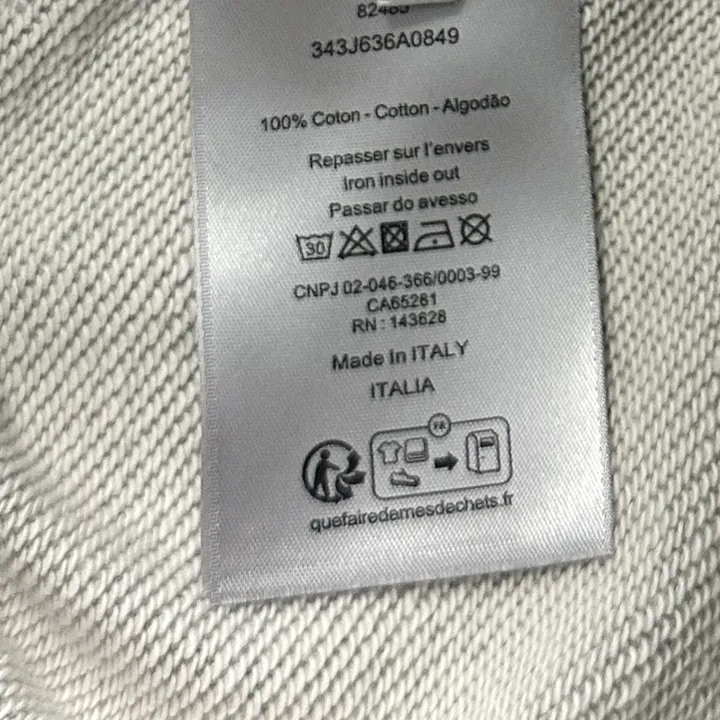 343J636A0849
100% Coton - Cotton - Algodão
Repasser sur l'envers
Iron inside out
Passar do avesso
30
CNPJ 02-046-366/0003-99
CA65281
RN : 143628
Made In ITALY
ITALIA
FR
quefairedemesdechets.fr